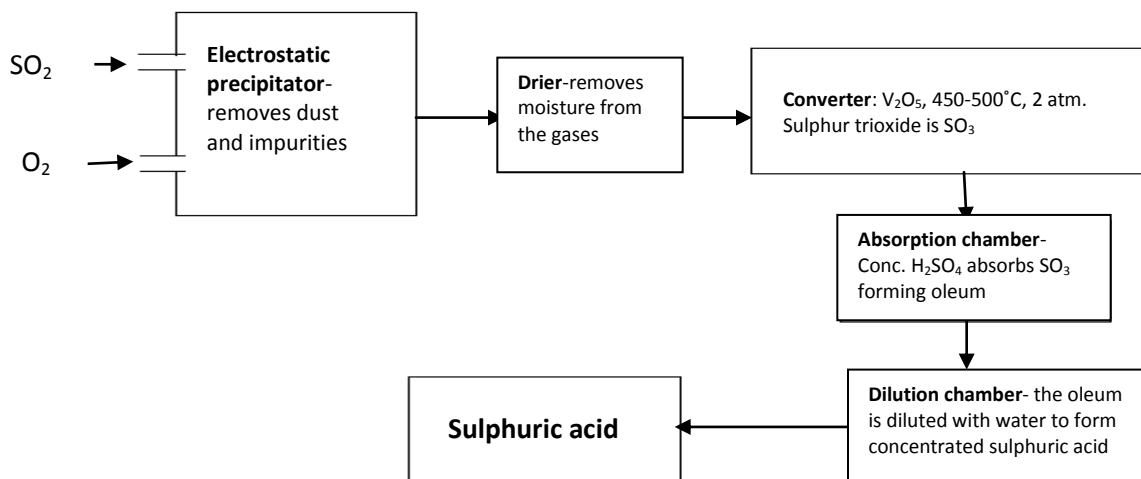 SO₂
O₂
Electrostatic
precipitator-
removes dust
and impurities
Drier-removes
moisture from
the gases
Converter: V₂O₅, 450-500˚C, 2 atm.
Sulphur trioxide is SO₃
Absorption chamber-
Conc. H₂SO₄ absorbs SO₃
forming oleum
Dilution chamber- the oleum
is diluted with water to form
concentrated sulphuric acid
Sulphuric acid